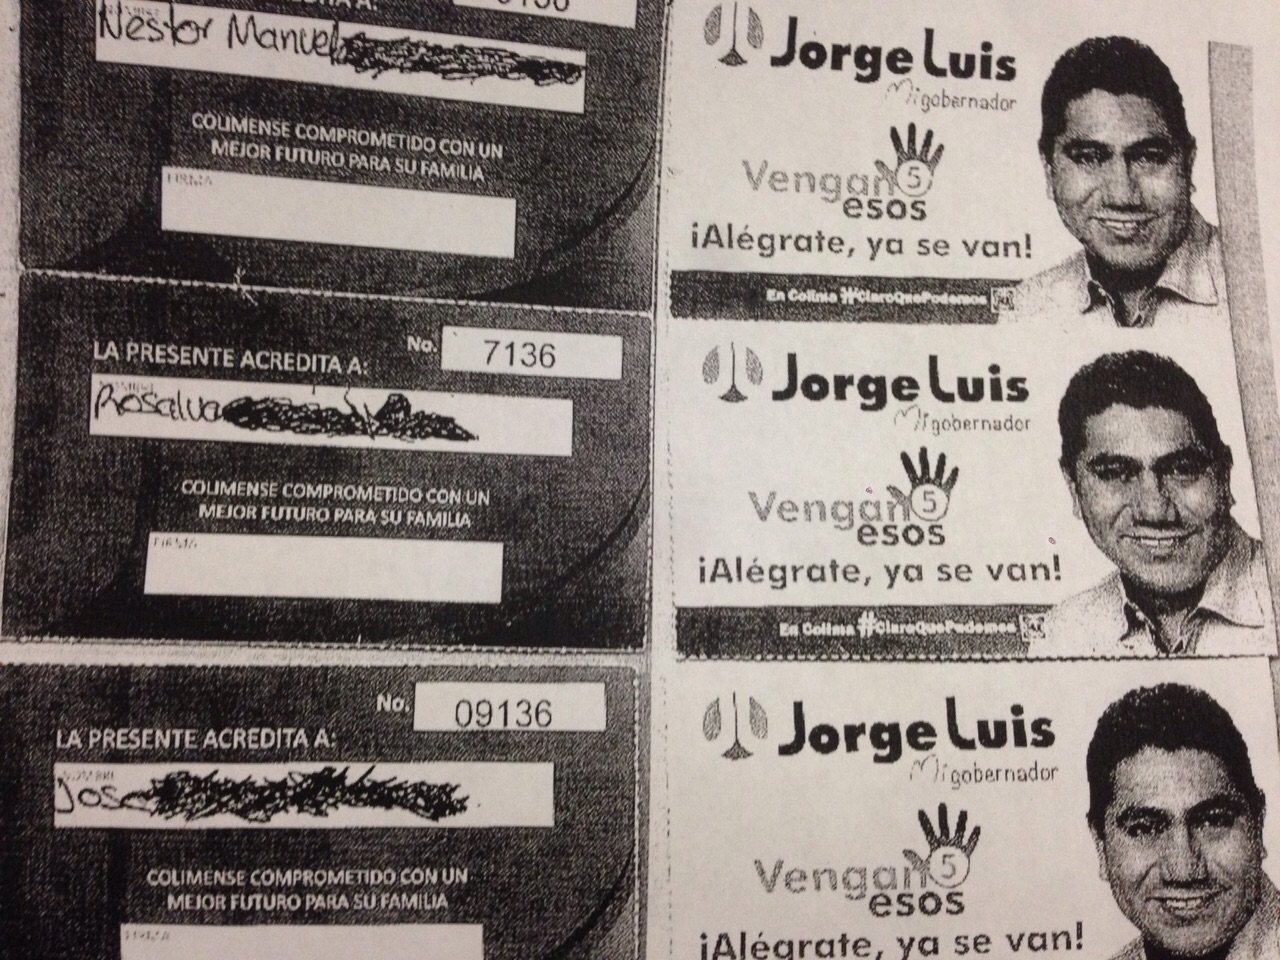 Nestor Manuel
COLIMENSE COMPROMETIDO CON UN
MEJOR FUTURO PARA SU FAMILIA
FIRMA
LA PRESENTE ACREDITA A:
No. 7136
Rosalva
COLIMENSE COMPROMETIDO CON UN
MEJOR FUTURO PARA SU FAMILIA
FIRMA
No. 09136
LA PRESENTE ACREDITA A:
NOMBRE
Jose
COLIMENSE COMPROMETIDO CON UN
MEJOR FUTURO PARA SU FAMILIA
FIRMA
Jorge Luis
Mi gobernador
Vengan 5
esos
¡Alégrate, ya se van!
En Colima #ClaroQuePodemos
Jorge Luis
Mi gobernador
Vengan 5
esos
¡Alégrate, ya se van!
En Colima #ClaroQuePodemos
Jorge Luis
Mi gobernador
Vengan 5
esos
¡Alégrate, ya se van!